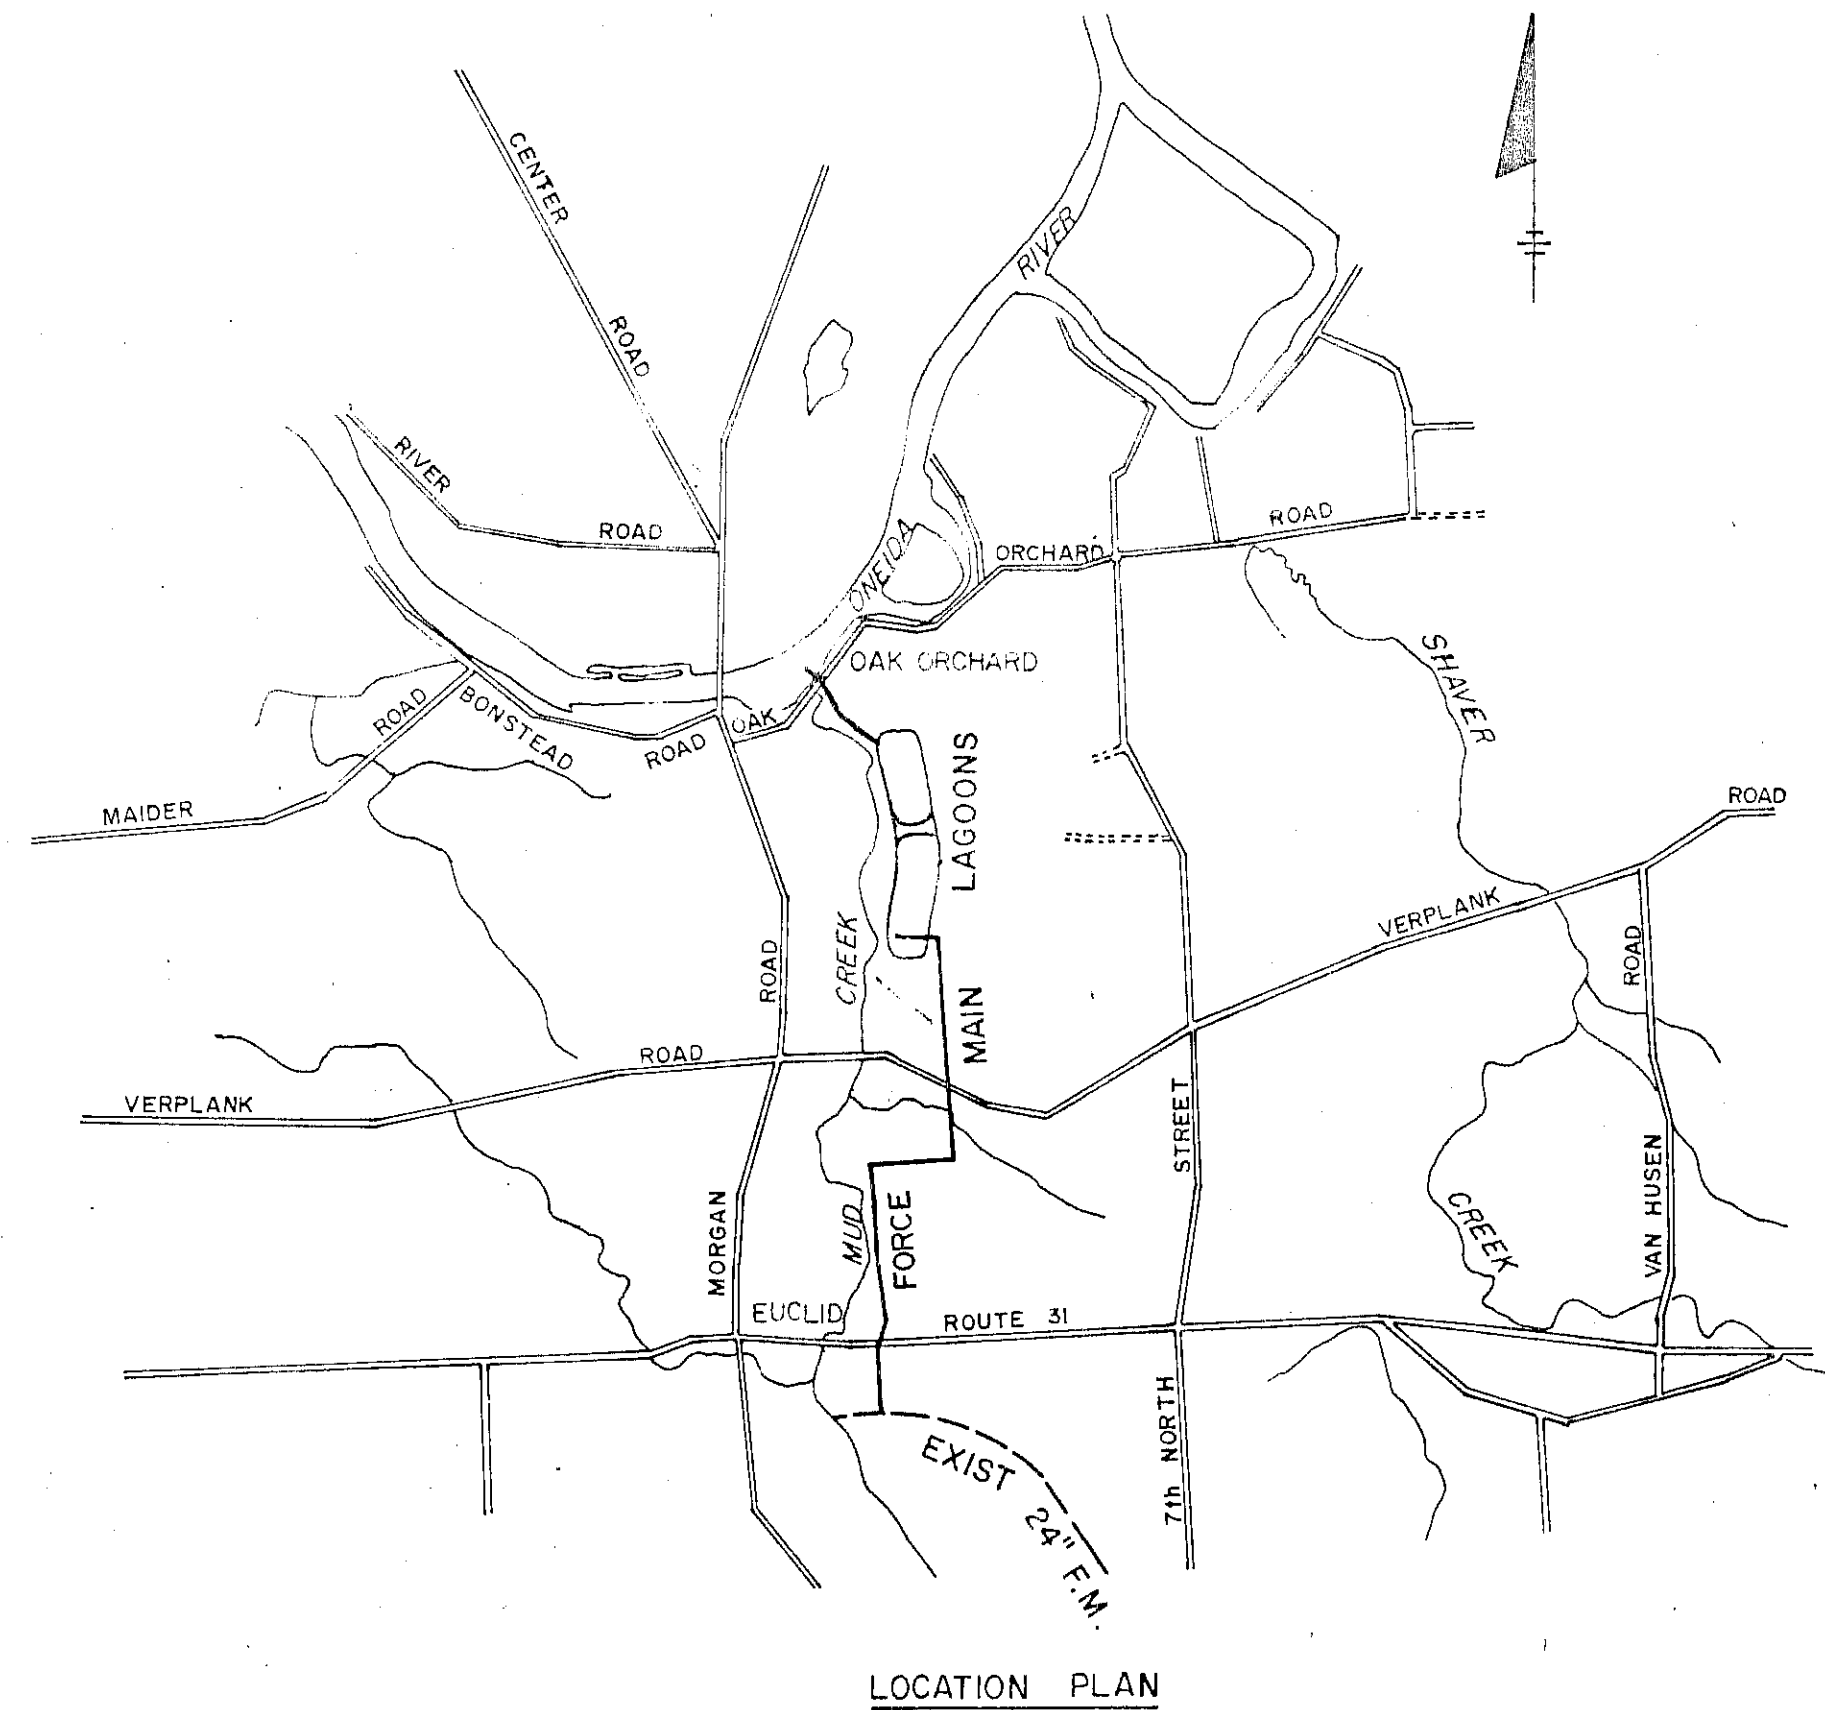 CENTER
ROAD
RIVER
RIVER
ROAD
ONEIDA
ORCHARD
ROAD
OAK ORCHARD
SHAVER
ROAD
BONSTEAD
ROAD
OAK
MAIDER
LAGOONS
ROAD
VERPLANK
ROAD
ROAD
CREEK
MAIN
ROAD
VERPLANK
STREET
MORGAN
MUD
FORCE
CREEK
VAN HUSEN
EUCLID
ROUTE 31
7th NORTH
EXIST 24" F.M.
LOCATION PLAN